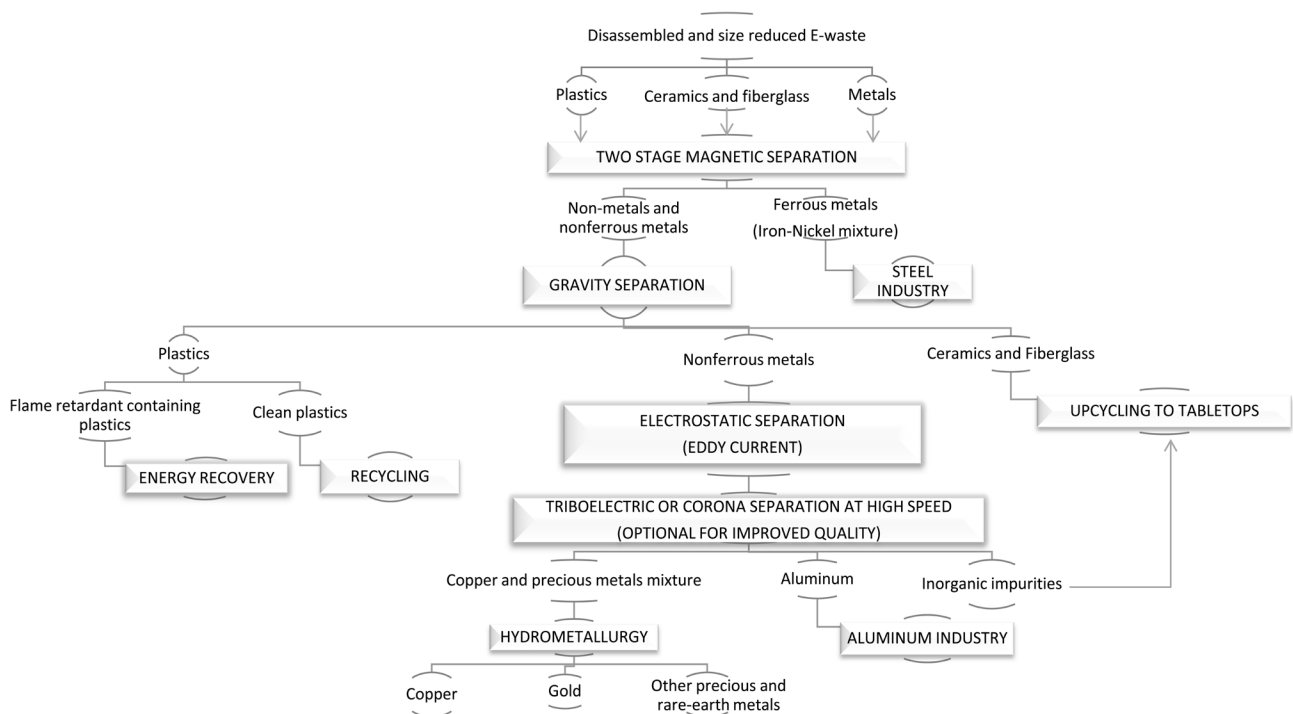 Disassembled and size reduced E-waste
Plastics
Ceramics and fiberglass
Metals
TWO STAGE MAGNETIC SEPARATION
Non-metals and
nonferrous metals
Ferrous metals
(Iron-Nickel mixture)
GRAVITY SEPARATION
STEEL
INDUSTRY
Plastics
Nonferrous metals
Ceramics and Fiberglass
Flame retardant containing
plastics
Clean plastics
UPCYCLING TO TABLETOPS
ELECTROSTATIC SEPARATION
(EDDY CURRENT)
ENERGY RECOVERY
RECYCLING
TRIBOELECTRIC OR CORONA SEPARATION AT HIGH SPEED
(OPTIONAL FOR IMPROVED QUALITY)
Copper and precious metals mixture
Aluminum
Inorganic impurities
HYDROMETALLURGY
ALUMINUM INDUSTRY
Copper
Gold
Other precious and
rare-earth metals